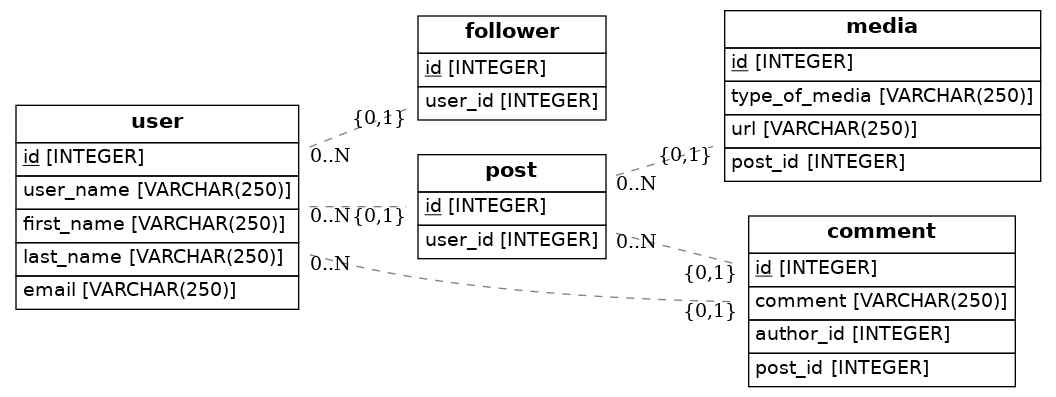 user
id [INTEGER]
user_name [VARCHAR(250)]
first_name [VARCHAR(250)]
last_name [VARCHAR(250)]
email [VARCHAR(250)]
follower
id [INTEGER]
user_id [INTEGER]
post
id [INTEGER]
user_id [INTEGER]
media
id [INTEGER]
type_of_media [VARCHAR(250)]
url [VARCHAR(250)]
post_id [INTEGER]
comment
id [INTEGER]
comment [VARCHAR(250)]
author_id [INTEGER]
post_id [INTEGER]
{0,1}
0..N
0..N
{0,1}
0..N
{0,1}
{0,1}
0..N
0..N
{0,1}